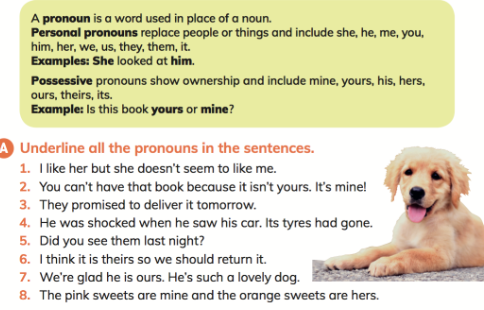 A pronoun is a word used in place of a noun.
Personal pronouns replace people or things and include she, he, me, you,
him, her, we, us, they, them, it.
Examples: She looked at him.
Possessive pronouns show ownership and include mine, yours, his, hers,
ours, theirs, its.
Example: Is this book yours or mine?
A Underline all the pronouns in the sentences.
1. I like her but she doesn't seem to like me.
2. You can't have that book because it isn't yours. It's mine!
3. They promised to deliver it tomorrow.
4. He was shocked when he saw his car. Its tyres had gone.
5. Did you see them last night?
6. I think it is theirs so we should return it.
7. We're glad he is ours. He's such a lovely dog.
8. The pink sweets are mine and the orange sweets are hers.